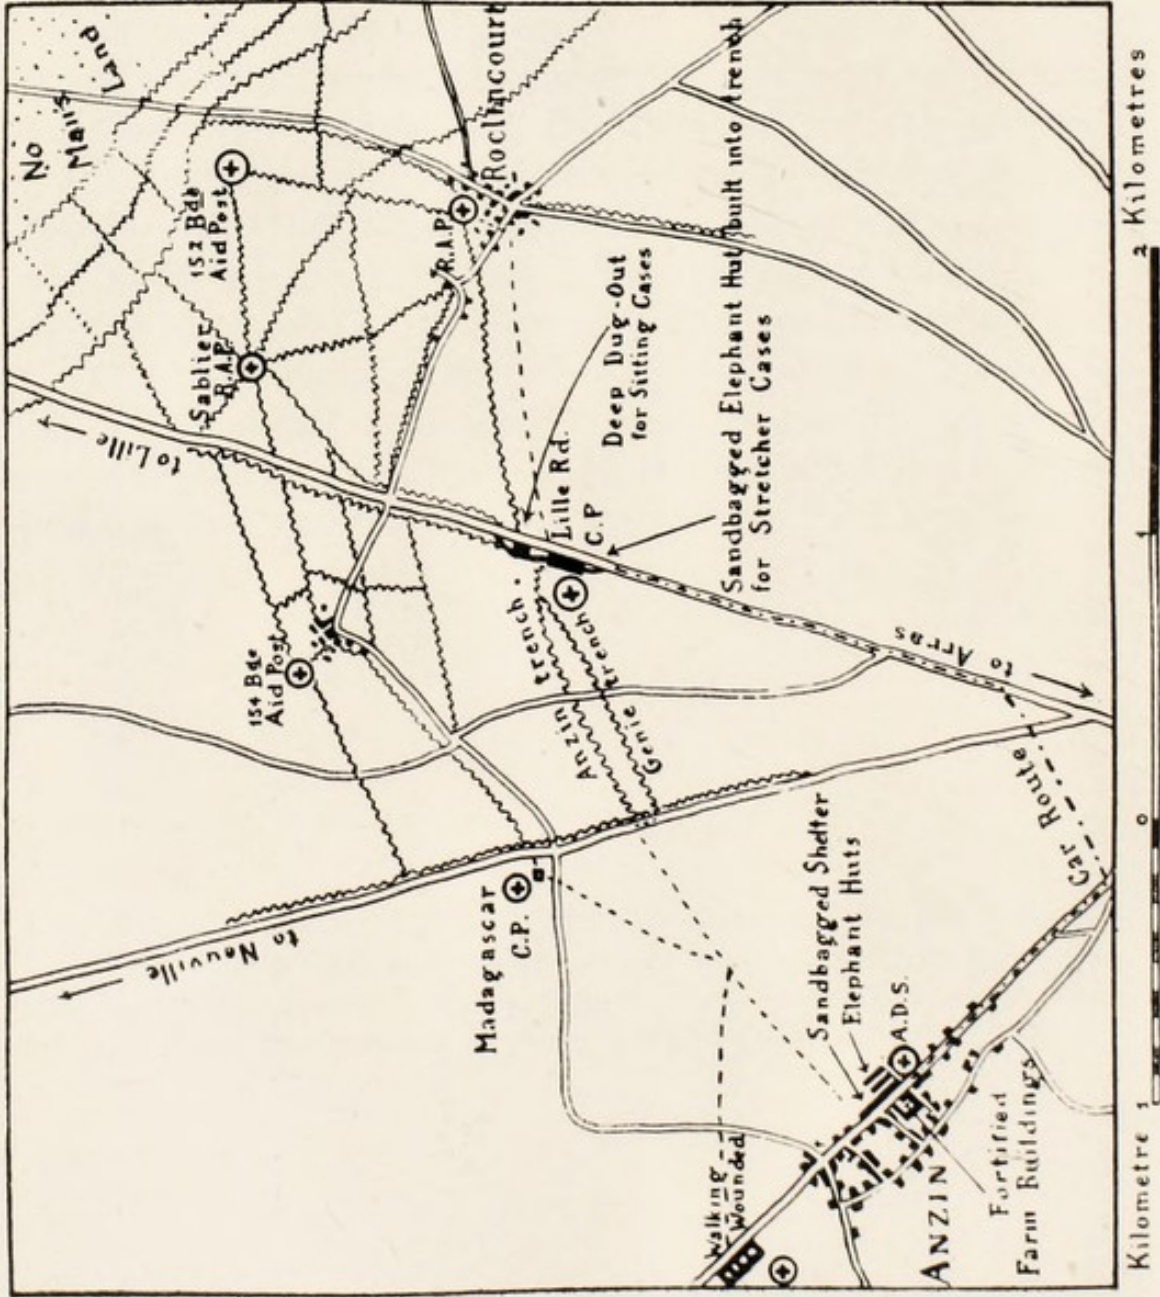 No
Man's
Land
152 Bde
Aid Post
Sablier
R.A.P.
to Lille
R.A.P.
Roclincourt
154 Bde
Aid Post
Deep Dug-Out
for Sitting Cases
Lille Rd.
C.P
Sandbagged Elephant Hut built into trench
for Stretcher Cases
Anzin trench
Genie trench
to Neuville
Madagascar
C.P.
to Arras
Car Route
Sandbagged Shelter
Elephant Huts
A.D.S.
Walking
Wounded
ANZIN
Fortified
Farm Buildings
Kilometre 1 0 1 2 Kilometres